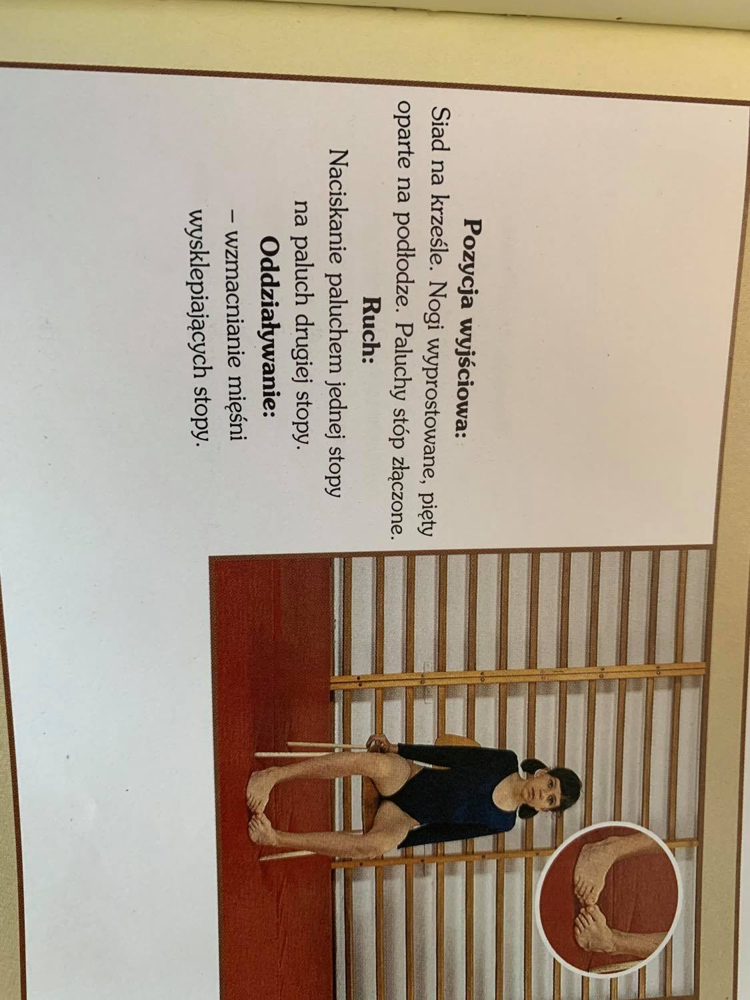 Pozycja wyjściowa:
Siad na krześle. Nogi wyprostowane, pięty
oparte na podłodze. Paluchy stóp złączone.
Ruch:
Naciskanie paluchem jednej stopy
na paluch drugiej stopy.
Oddziaływanie:
– wzmacnianie mięśni
wysklepiających stopy.